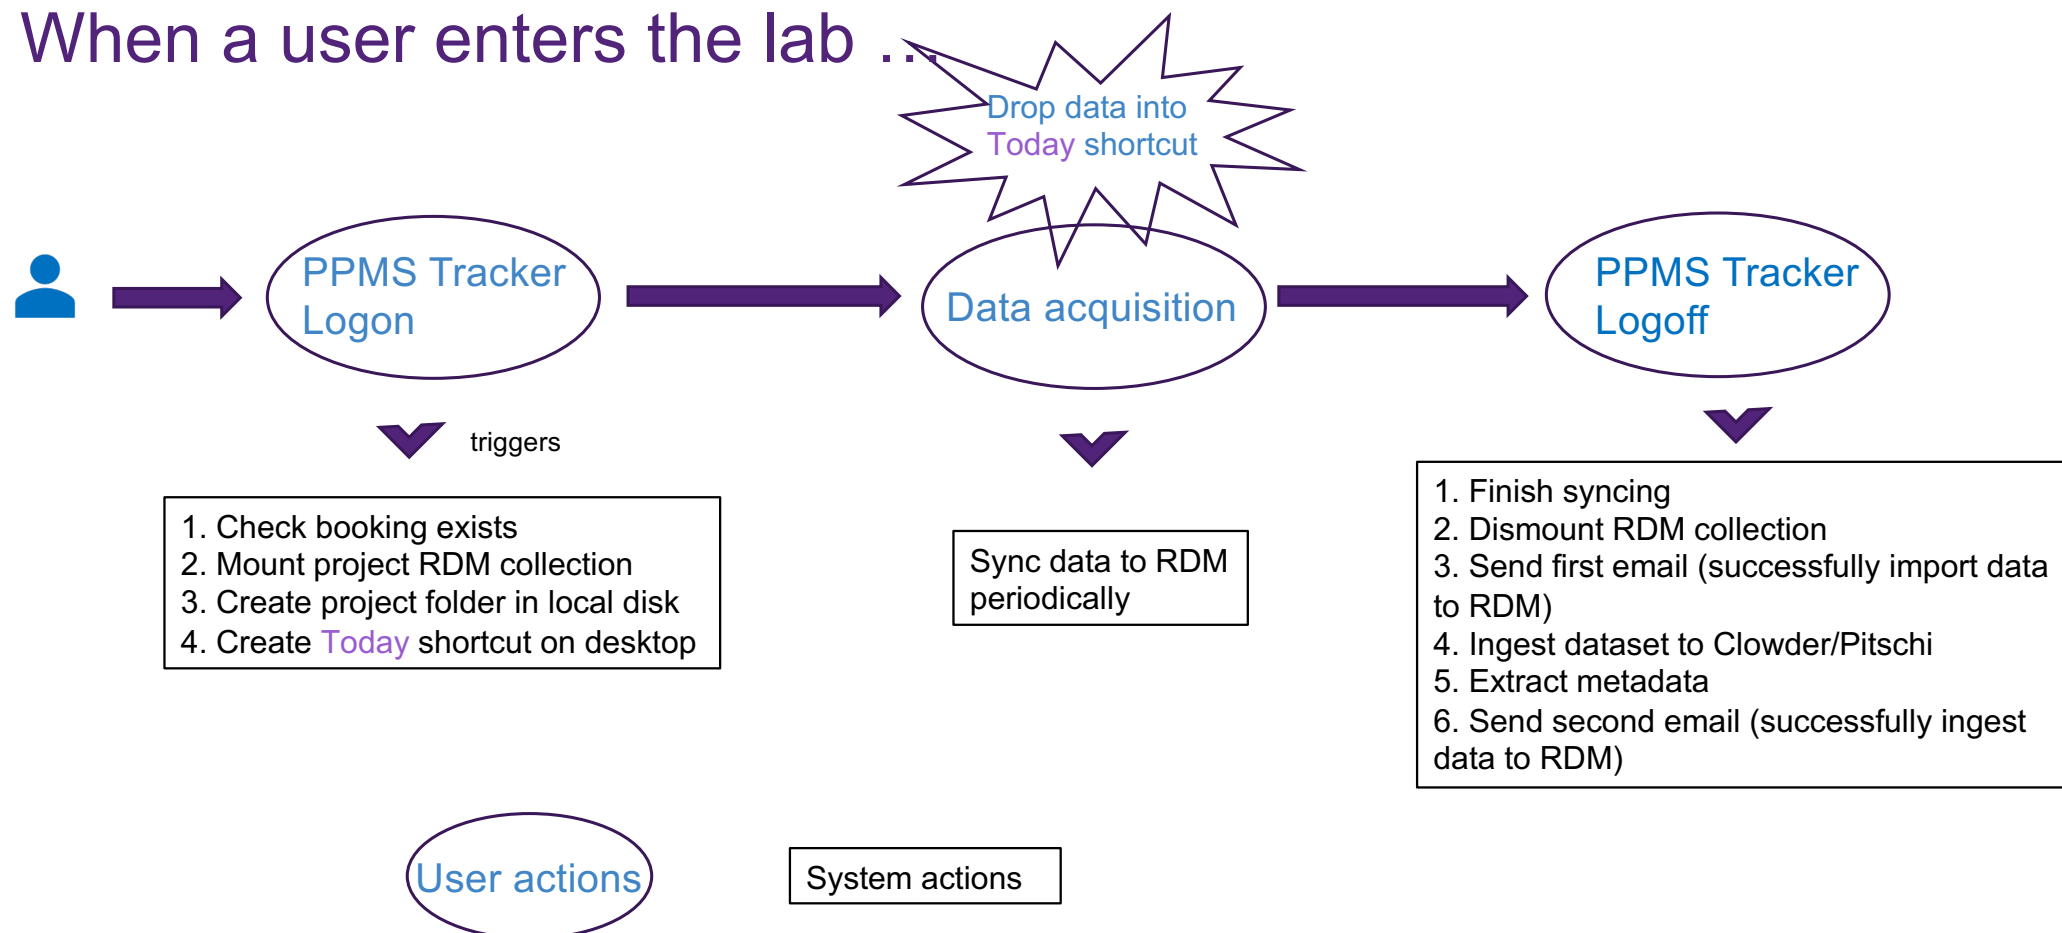 When a user enters the lab …
Drop data into
Today shortcut
PPMS Tracker
Logon
Data acquisition
PPMS Tracker
Logoff
triggers
1. Check booking exists
2. Mount project RDM collection
3. Create project folder in local disk
4. Create Today shortcut on desktop
Sync data to RDM
periodically
1. Finish syncing
2. Dismount RDM collection
3. Send first email (successfully import data
to RDM)
4. Ingest dataset to Clowder/Pitschi
5. Extract metadata
6. Send second email (successfully ingest
data to RDM)
User actions
System actions